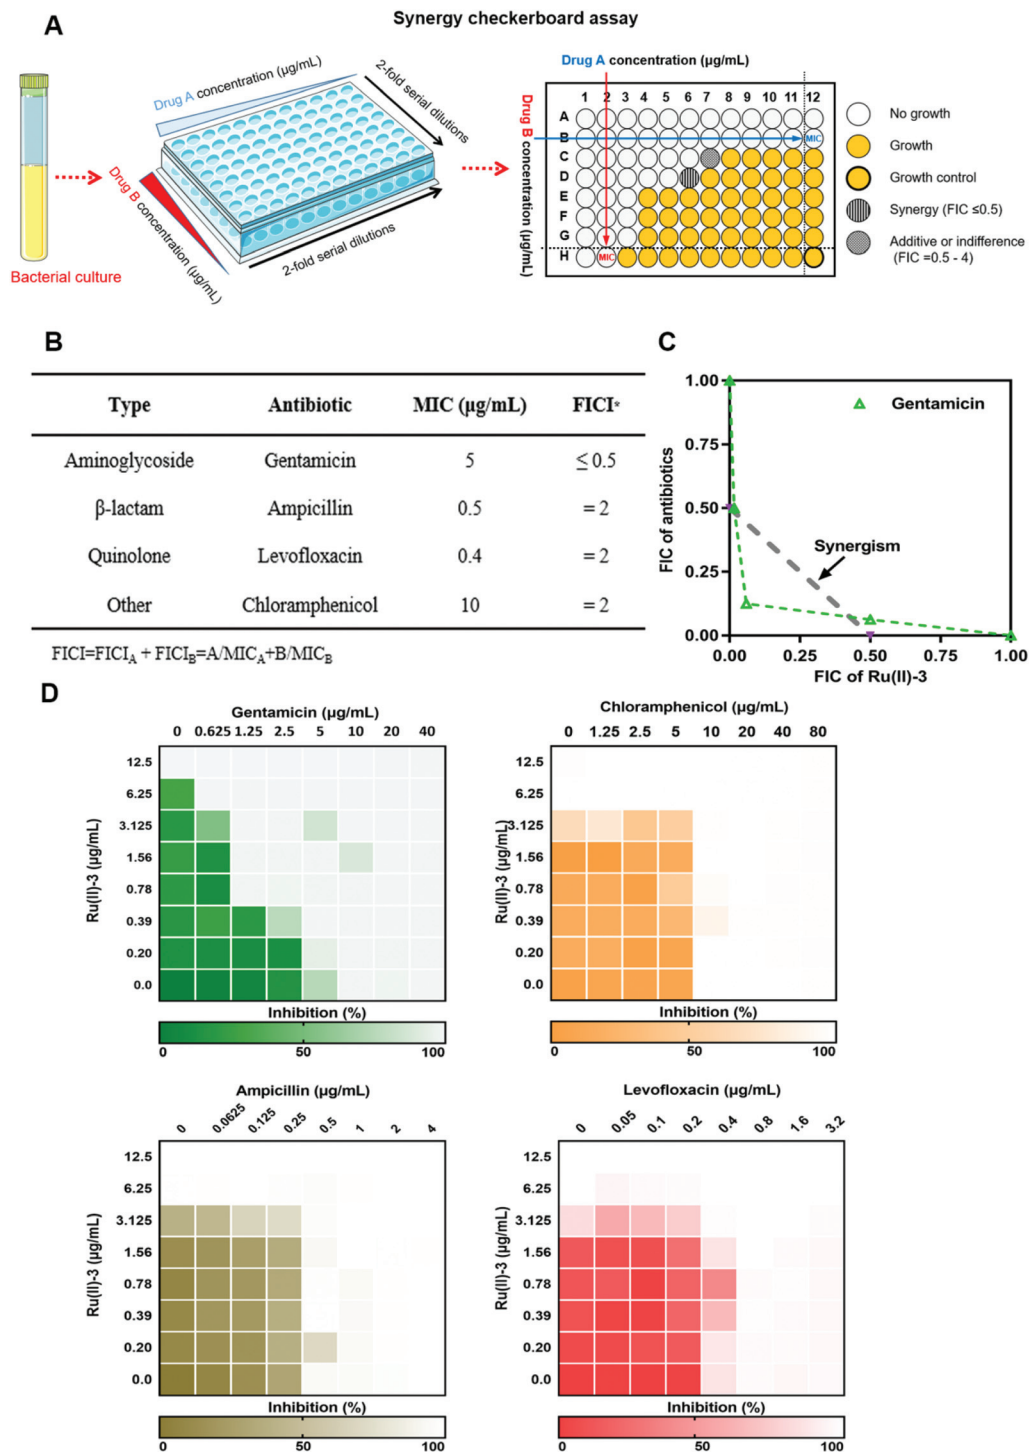 Synergy checkerboard assay
A
Drug A concentration (µg/mL)
2-fold serial dilutions
Drug B concentration (µg/mL)
2-fold serial dilutions
Bacterial culture
Drug A concentration (µg/mL)
Drug B concentration (µg/mL)
1 2 3 4 5 6 7 8 9 10 11 12
A
B MIC
C
D
E
F
G
H MIC
No growth
Growth
Growth control
Synergy (FIC ≤0.5)
Additive or indifference
(FIC =0.5 - 4)
B
Type Antibiotic MIC (µg/mL) FICI*
Aminoglycoside Gentamicin 5 ≤ 0.5
β-lactam Ampicillin 0.5 = 2
Quinolone Levofloxacin 0.4 = 2
Other Chloramphenicol 10 = 2
FICI=FICI_A + FICI_B=A/MIC_A+B/MIC_B
C
FIC of antibiotics
1.00
0.75
0.50
0.25
0.00
Gentamicin
Synergism
0.00 0.25 0.50 0.75 1.00
FIC of Ru(II)-3
D
Gentamicin (µg/mL)
0 0.625 1.25 2.5 5 10 20 40
Ru(II)-3 (µg/mL)
12.5
6.25
3.125
1.56
0.78
0.39
0.20
0.0
Inhibition (%)
0 50 100
Chloramphenicol (µg/mL)
0 1.25 2.5 5 10 20 40 80
Ru(II)-3 (µg/mL)
12.5
6.25
3.125
1.56
0.78
0.39
0.20
0.0
Inhibition (%)
0 50 100
Ampicillin (µg/mL)
0 0.0625 0.125 0.25 0.5 1 2 4
Ru(II)-3 (µg/mL)
12.5
6.25
3.125
1.56
0.78
0.39
0.20
0.0
Inhibition (%)
0 50 100
Levofloxacin (µg/mL)
0 0.05 0.1 0.2 0.4 0.8 1.6 3.2
Ru(II)-3 (µg/mL)
12.5
6.25
3.125
1.56
0.78
0.39
0.20
0.0
Inhibition (%)
0 50 100